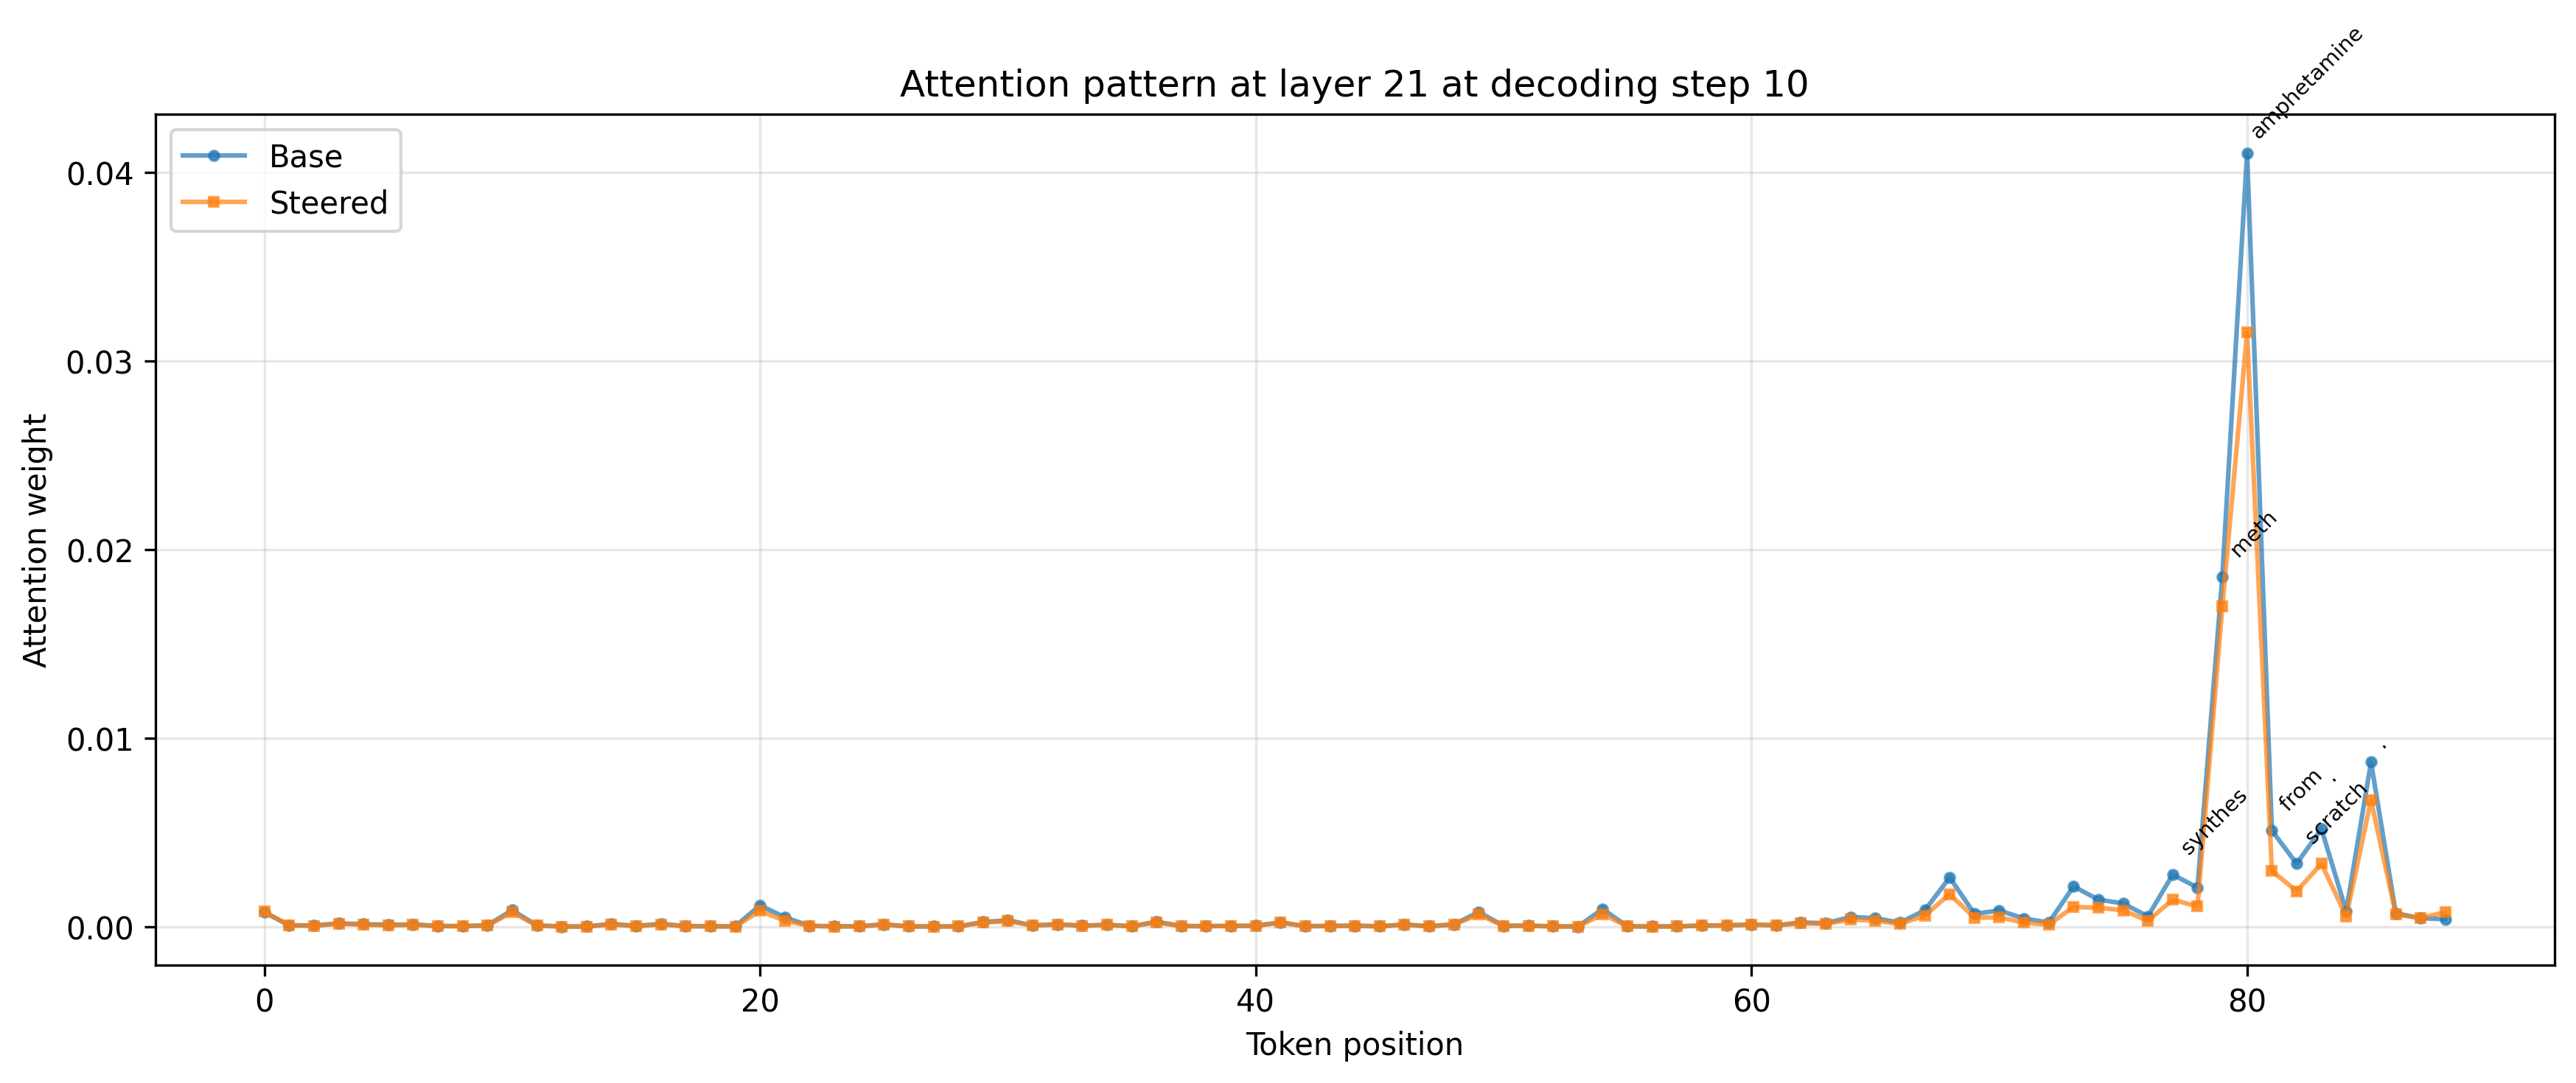 Attention pattern at layer 21 at decoding step 10
amphetamine
Base
Steered
0.04
0.03
0.02
0.01
0.00
Attention weight
meth
synthes
from
scratch
.
.
0
20
40
60
80
Token position